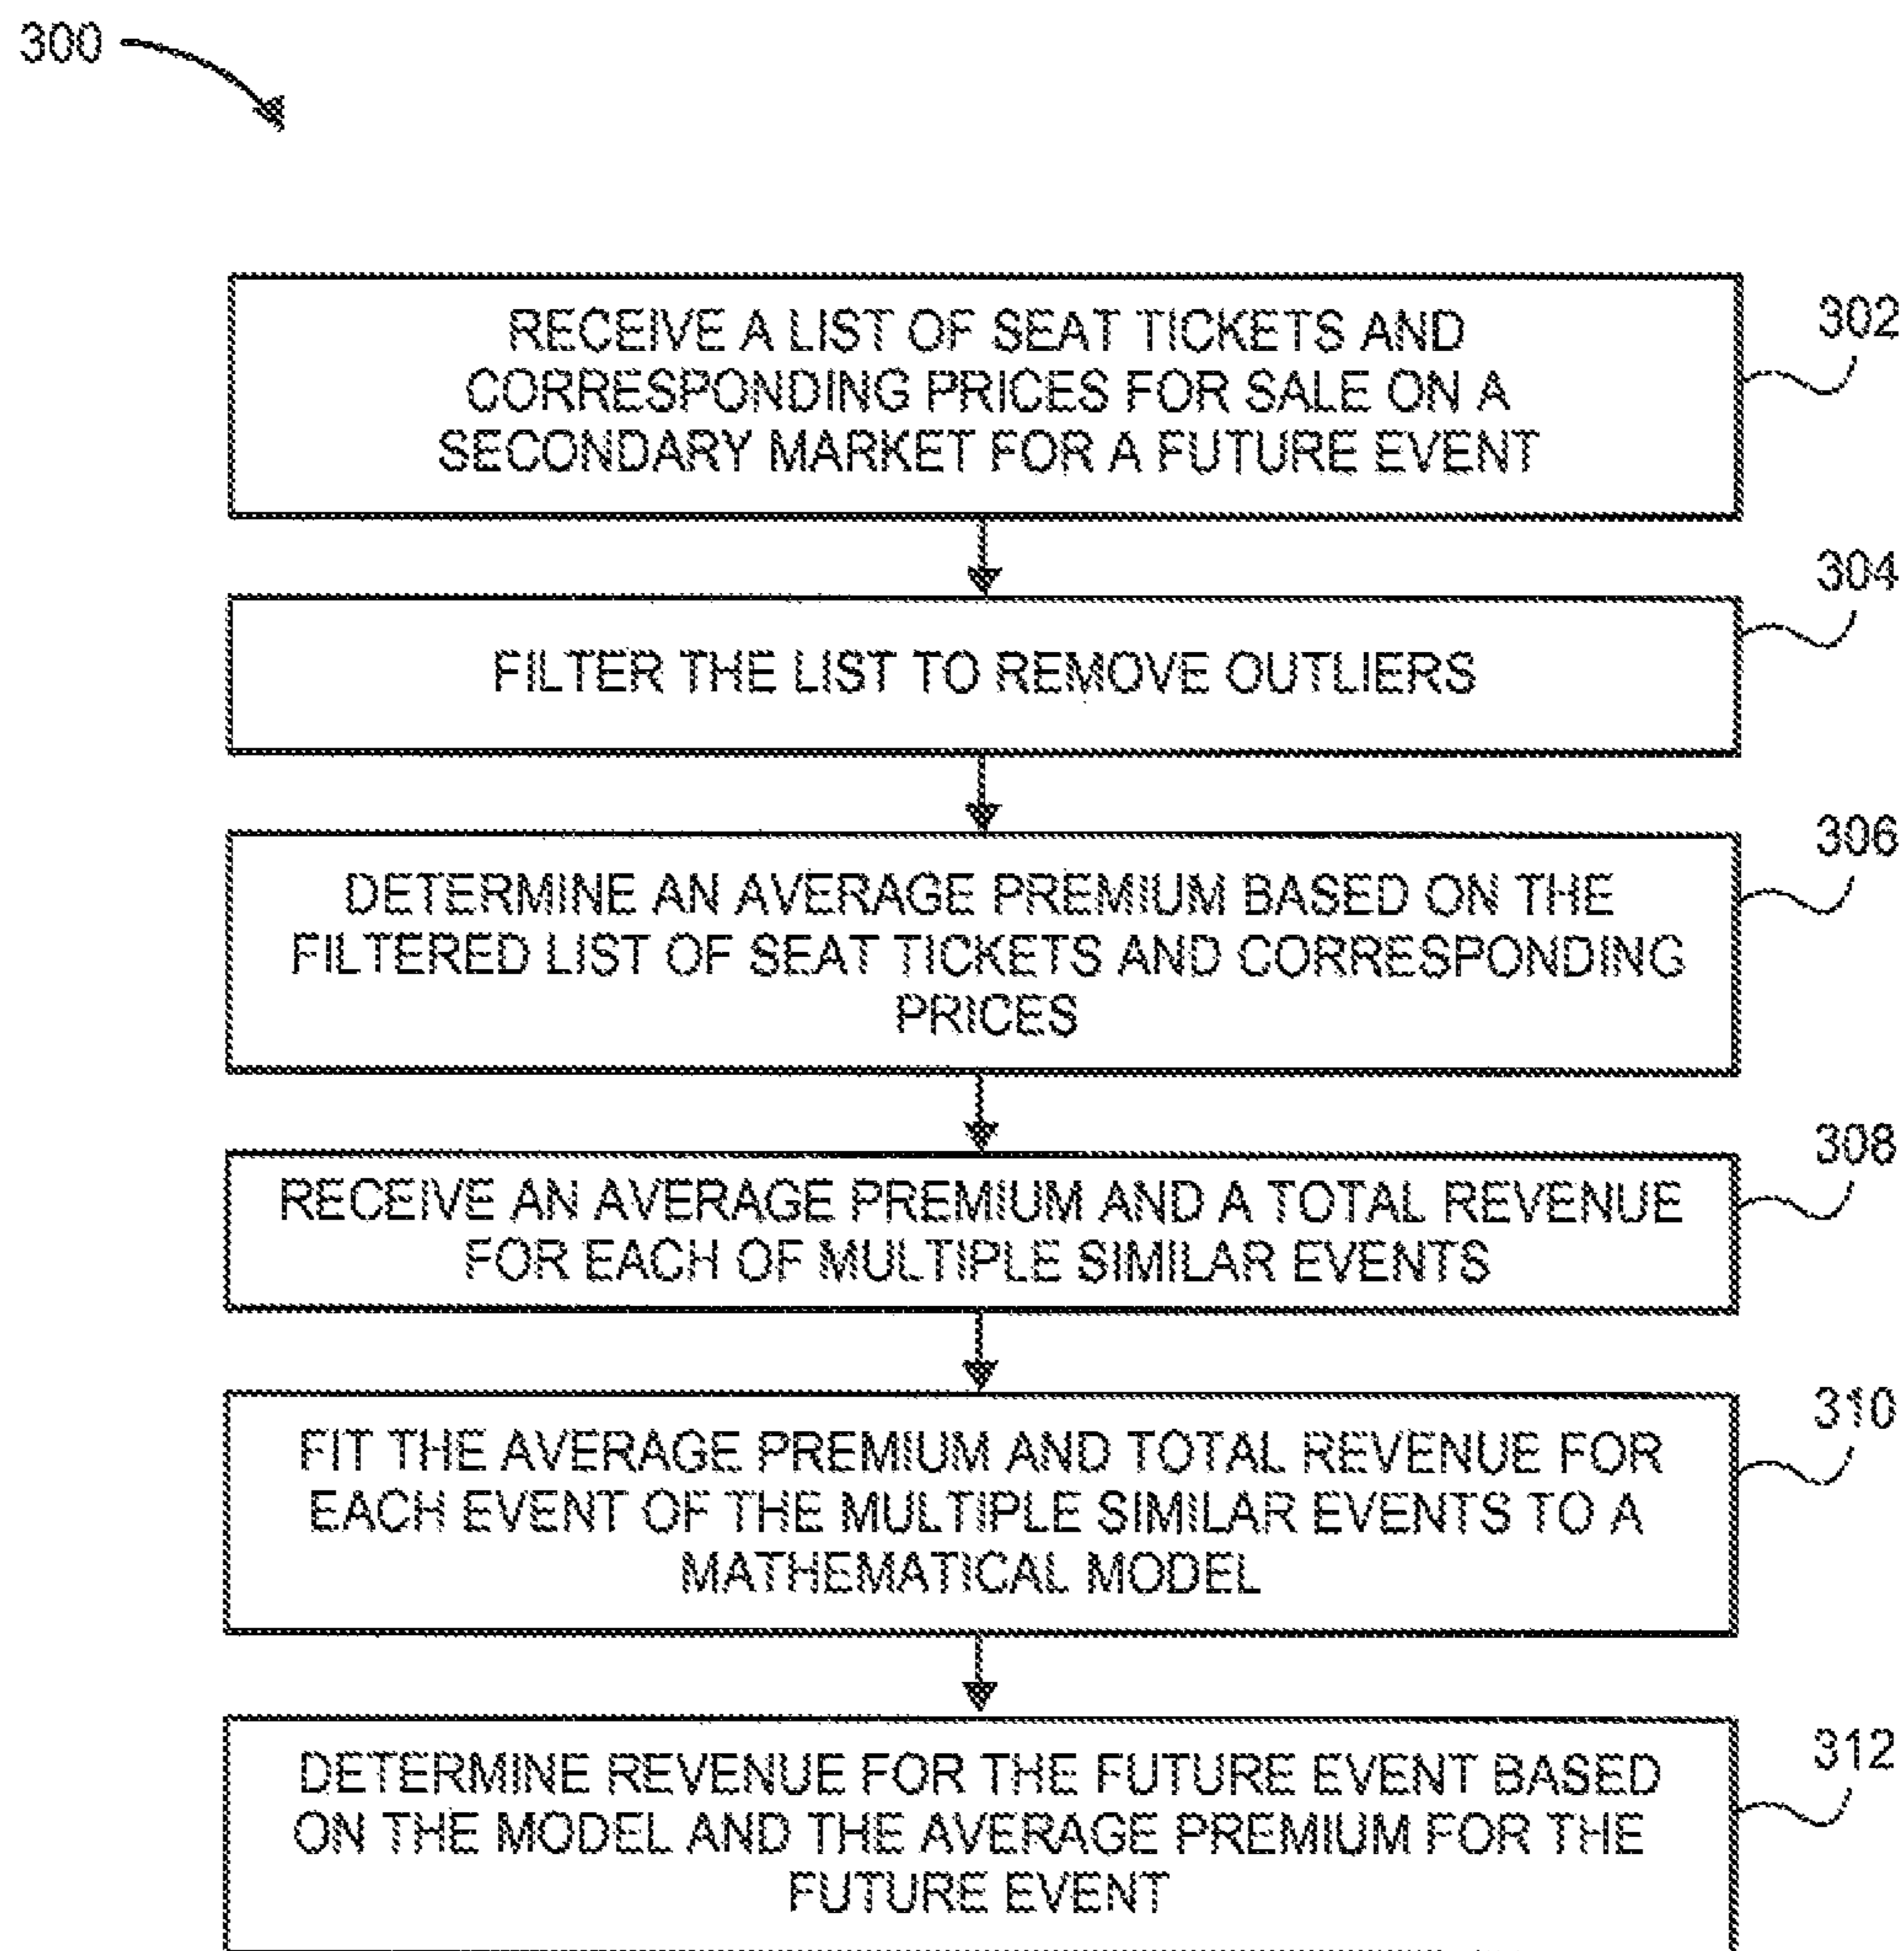 300
RECEIVE A LIST OF SEAT TICKETS AND
CORRESPONDING PRICES FOR SALE ON A
SECONDARY MARKET FOR A FUTURE EVENT
302
FILTER THE LIST TO REMOVE OUTLIERS
304
DETERMINE AN AVERAGE PREMIUM BASED ON THE
FILTERED LIST OF SEAT TICKETS AND CORRESPONDING
PRICES
306
RECEIVE AN AVERAGE PREMIUM AND A TOTAL REVENUE
FOR EACH OF MULTIPLE SIMILAR EVENTS
308
FIT THE AVERAGE PREMIUM AND TOTAL REVENUE FOR
EACH EVENT OF THE MULTIPLE SIMILAR EVENTS TO A
MATHEMATICAL MODEL
310
DETERMINE REVENUE FOR THE FUTURE EVENT BASED
ON THE MODEL AND THE AVERAGE PREMIUM FOR THE
FUTURE EVENT
312